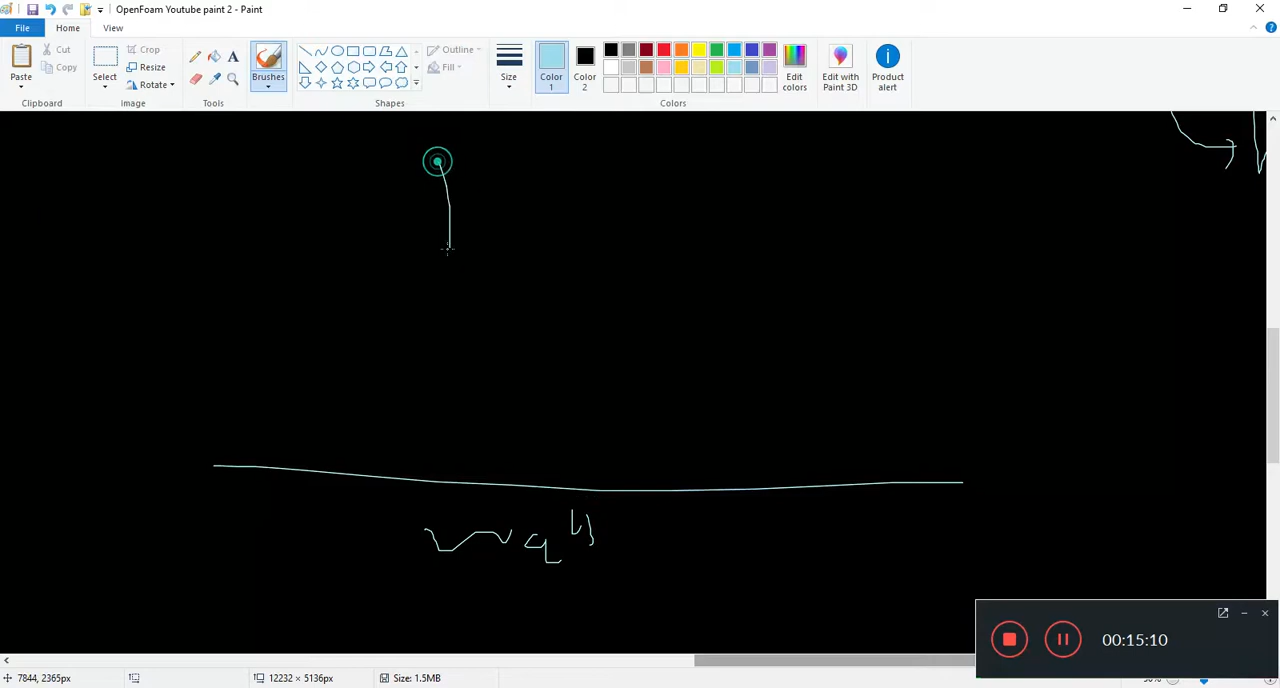 OpenFoam Youtube paint 2 - Paint
File
Home
View
Paste
Cut
Copy
Clipboard
Select
Crop
Resize
Rotate
Image
Tools
Brushes
Outline
Fill
Shapes
Size
Color 1
Color 2
Edit colors
Colors
Edit with Paint 3D
Product alert
00:15:10
7844, 2365px
12232 × 5136px
Size: 1.5MB